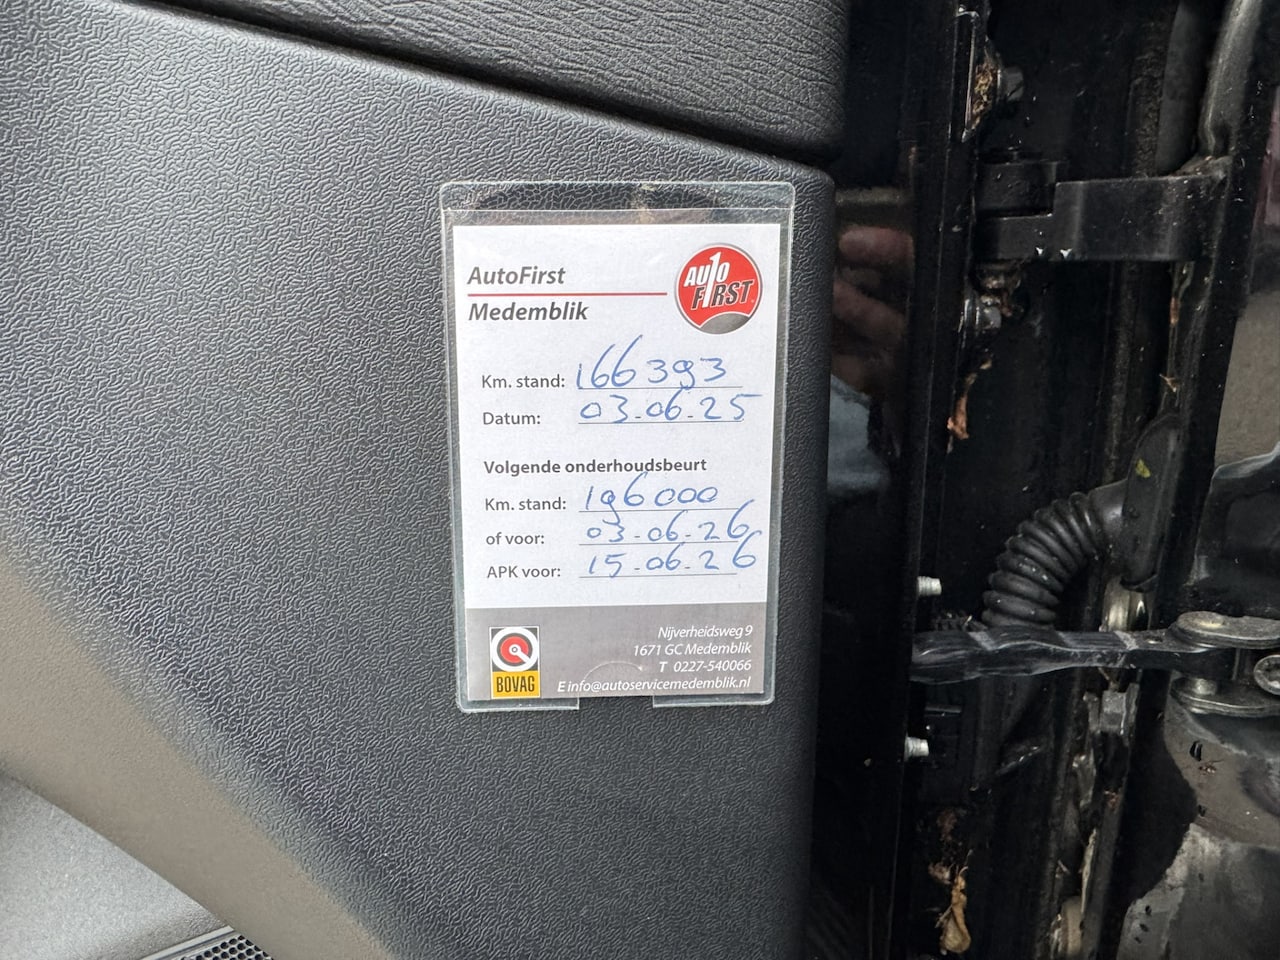 AutoFirst
Medemblik
AUTO
F1RST
Km. stand: 166393
Datum: 03-06-25
Volgende onderhoudsbeurt
Km. stand: 196000
of voor: 03-06-26
APK voor: 15-06-26
BOVAG
Nijverheidsweg 9
1671 GC Medemblik
T 0227-540066
E info@autoservicemedemblik.nl